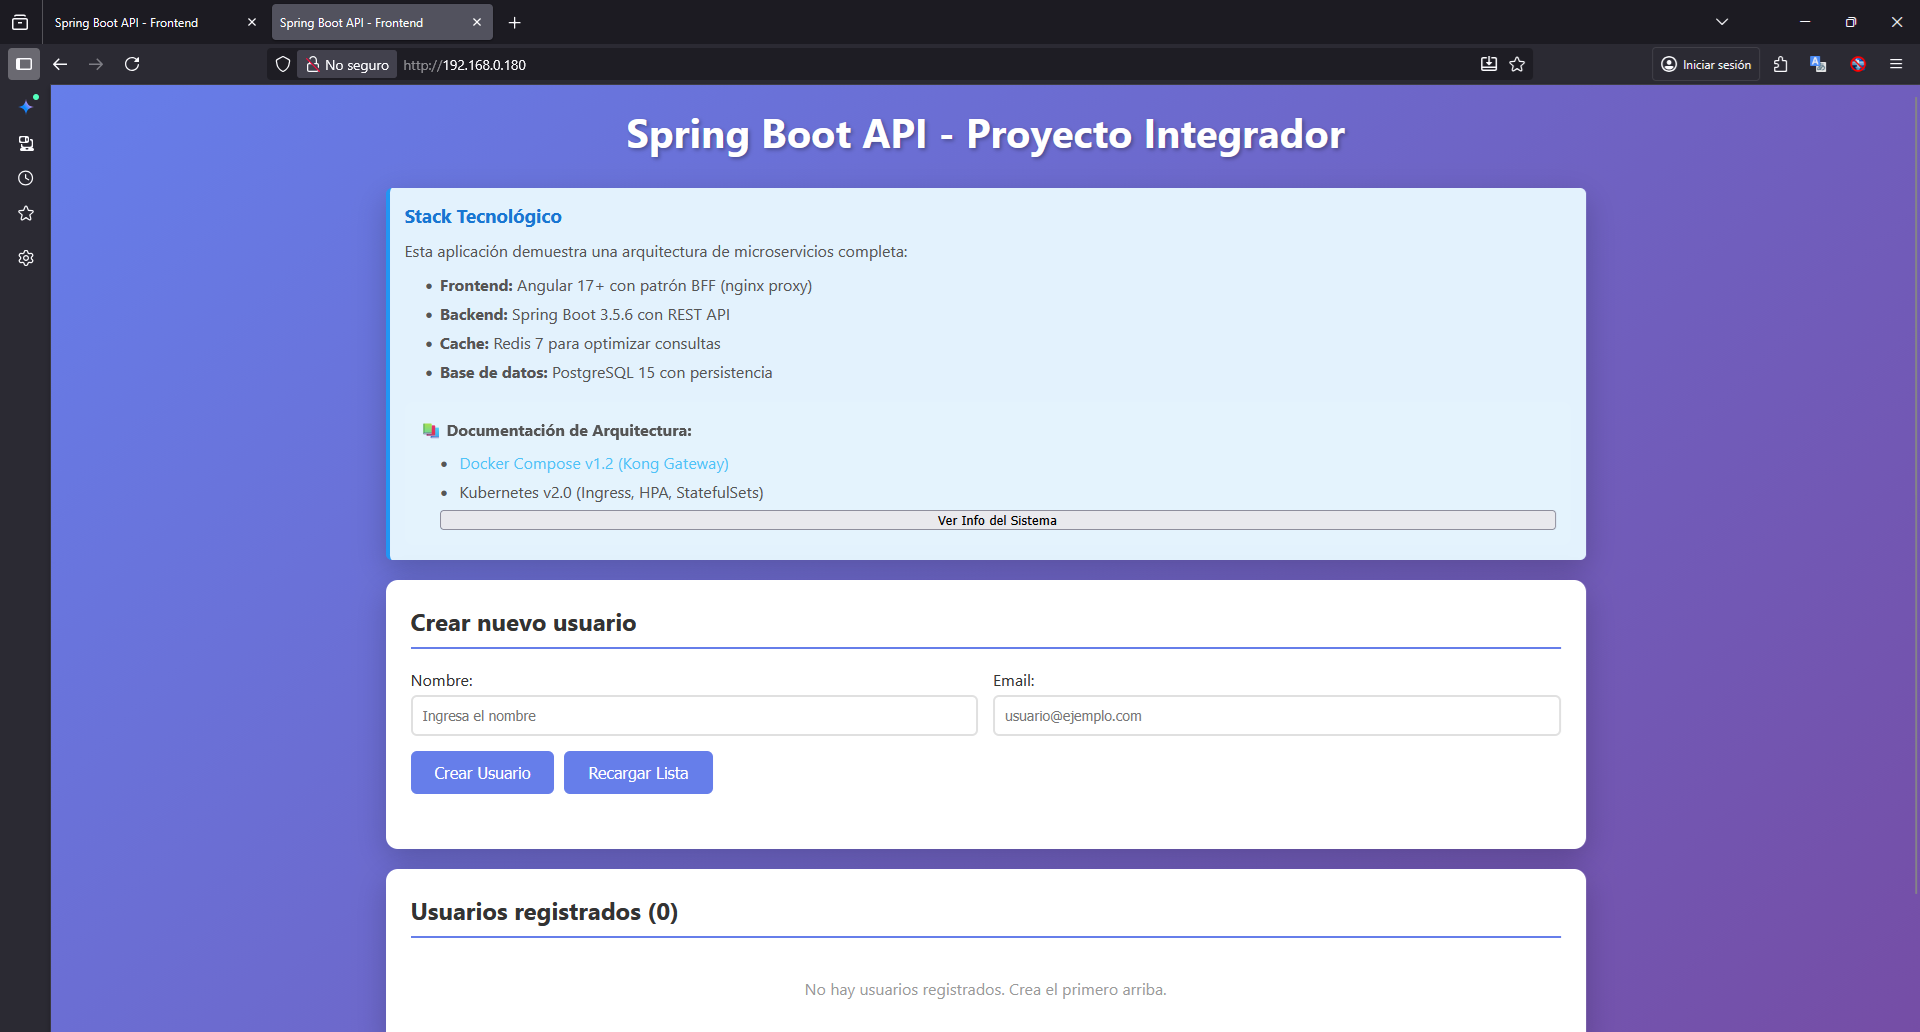 Spring Boot API - Frontend
Spring Boot API - Frontend
No seguro
http://192.168.0.180
Iniciar sesión
Spring Boot API - Proyecto Integrador
Stack Tecnológico
Esta aplicación demuestra una arquitectura de microservicios completa:
• Frontend: Angular 17+ con patrón BFF (nginx proxy)
• Backend: Spring Boot 3.5.6 con REST API
• Cache: Redis 7 para optimizar consultas
• Base de datos: PostgreSQL 15 con persistencia
Documentación de Arquitectura:
• Docker Compose v1.2 (Kong Gateway)
• Kubernetes v2.0 (Ingress, HPA, StatefulSets)
Ver Info del Sistema
Crear nuevo usuario
Nombre:
Email:
Ingresa el nombre
usuario@ejemplo.com
Crear Usuario
Recargar Lista
Usuarios registrados (0)
No hay usuarios registrados. Crea el primero arriba.